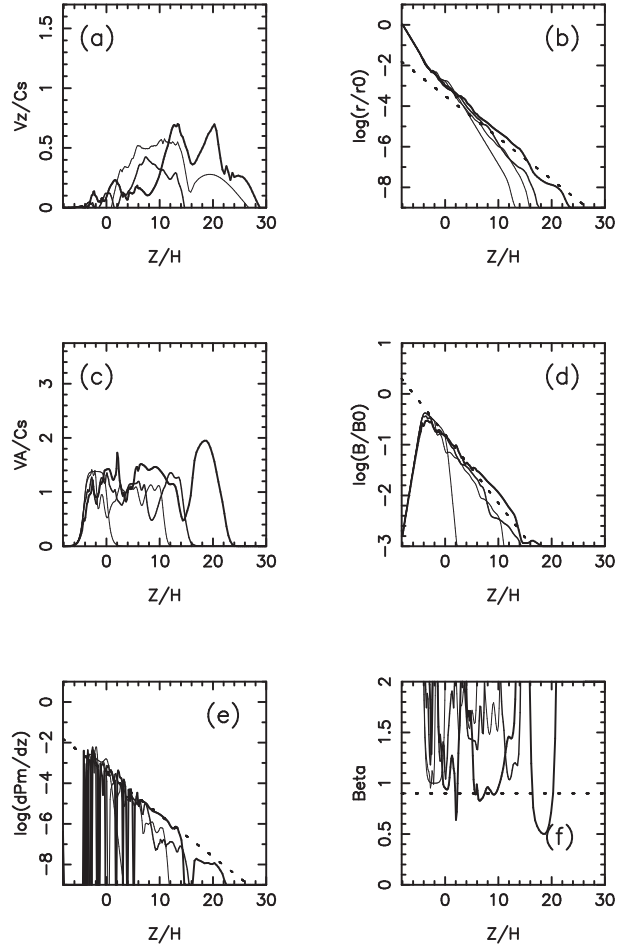 (a)
Vz/Cs
0 0.5 1 1.5
0 10 20 30
Z/H
(b)
log(r/r0)
−8 −6 −4 −2 0
0 10 20 30
Z/H
(c)
VA/Cs
0 1 2 3
0 10 20 30
Z/H
(d)
log(B/B0)
−3 −2 −1 0 1
0 10 20 30
Z/H
(e)
log(dPm/dz)
−8 −6 −4 −2 0
0 10 20 30
Z/H
(f)
Beta
0 0.5 1 1.5 2
0 10 20 30
Z/H